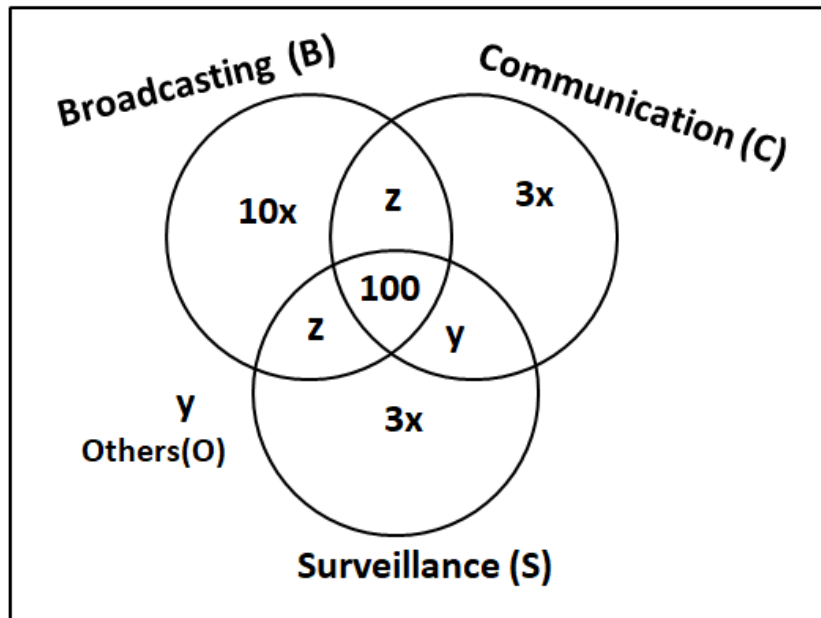 Broadcasting (B)
Communication (C)
10x
z
3x
100
z
y
y
Others(O)
3x
Surveillance (S)